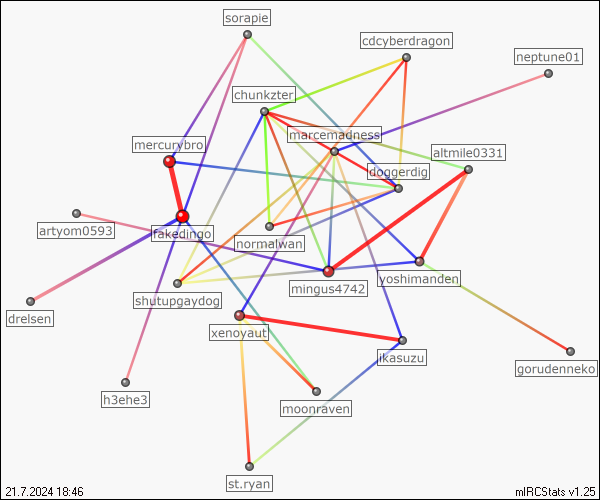 sorapie
cdcyberdragon
neptune01
chunkzter
marcemadness
mercurybro
altmile0331
doggerdig
artyom0593
fakedingo
normalwan
shutupgaydog
mingus4742
yoshimanden
drelsen
xenoyaut
ikasuzu
gorudenneko
h3ehe3
moonraven
st.ryan
21.7.2024 18:46
mIRCStats v1.25